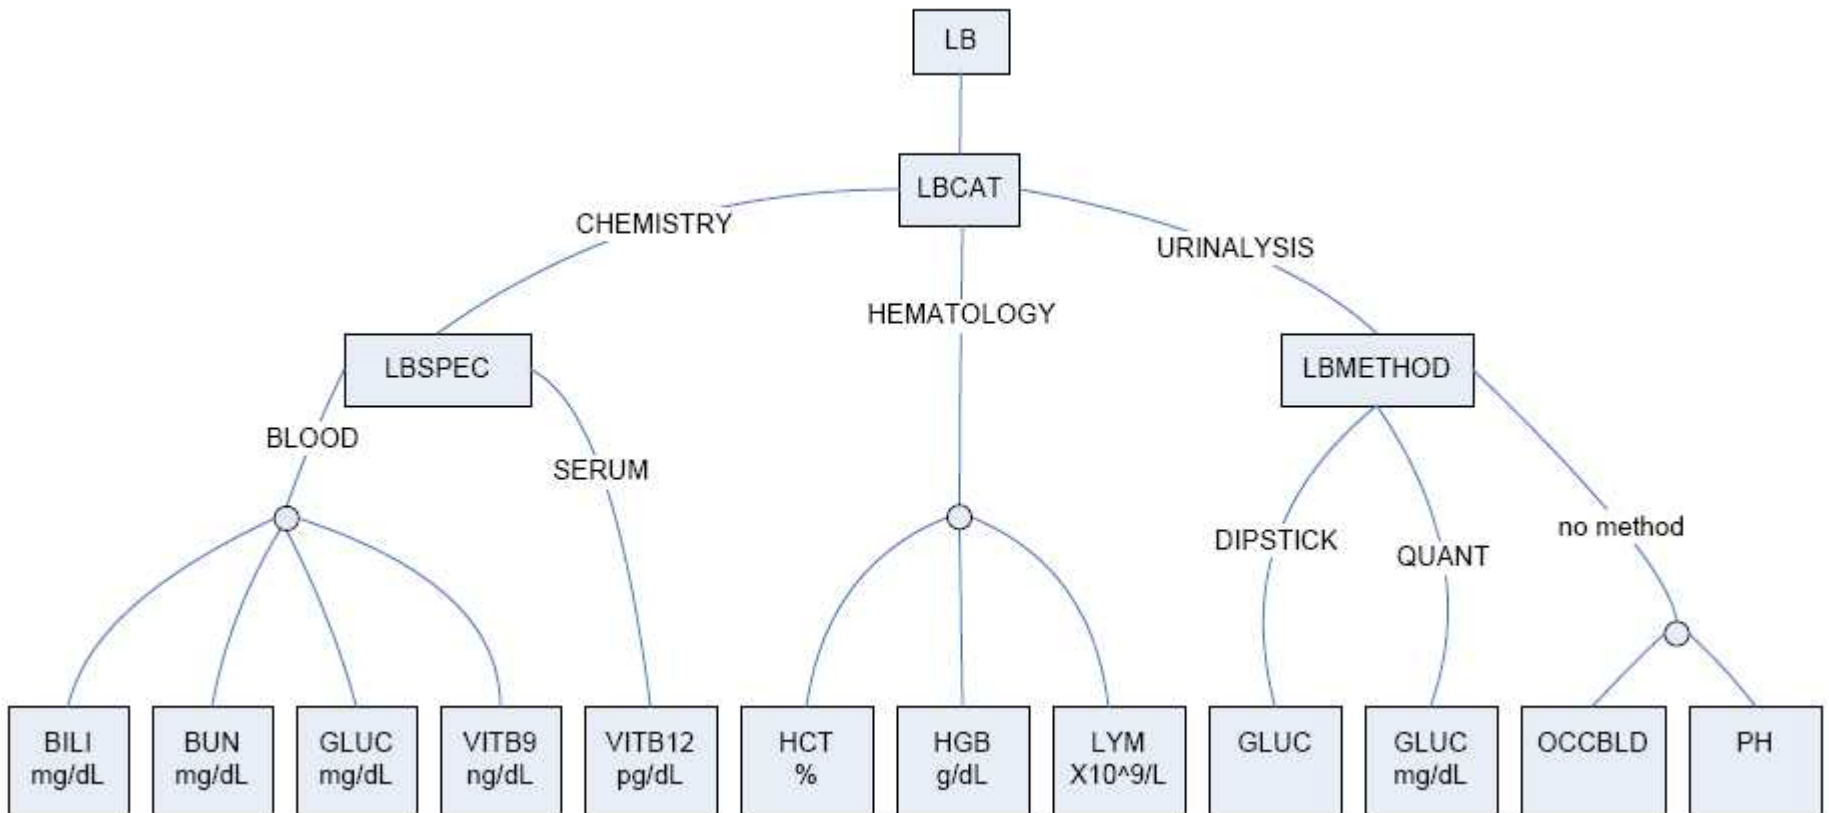 LB
LBCAT
CHEMISTRY
URINALYSIS
HEMATOLOGY
LBSPEC
LBMETHOD
BLOOD
SERUM
DIPSTICK
QUANT
no method
BILI
mg/dL
BUN
mg/dL
GLUC
mg/dL
VITB9
ng/dL
VITB12
pg/dL
HCT
%
HGB
g/dL
LYM
X10^9/L
GLUC
GLUC
mg/dL
OCCBLD
PH